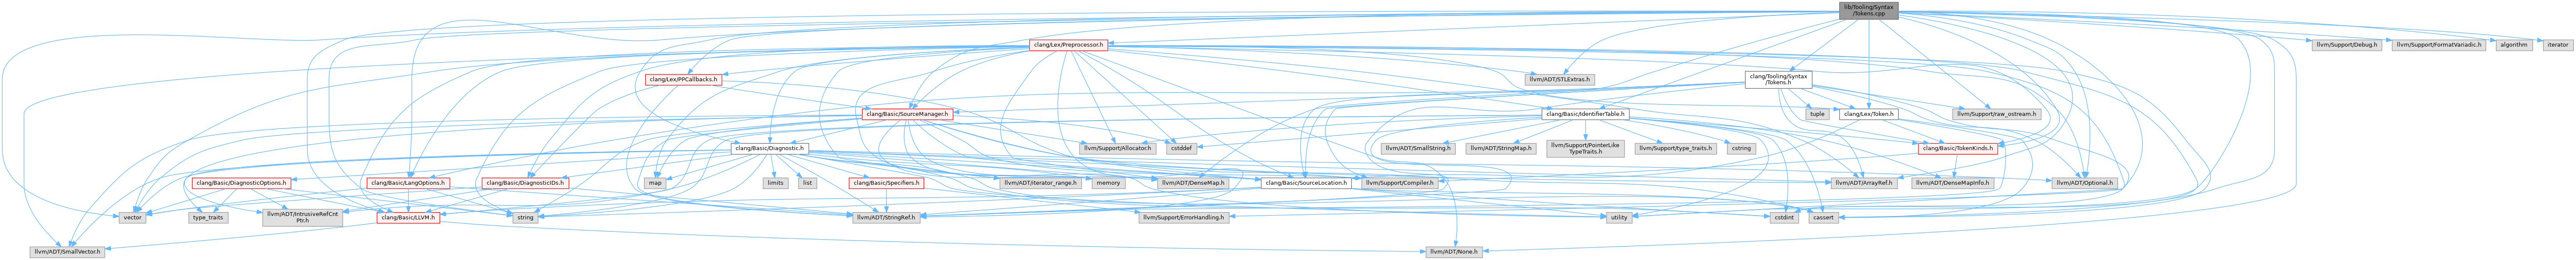 lib/Tooling/Syntax
/Tokens.cpp
clang/Lex/Preprocessor.h
llvm/Support/Debug.h
llvm/Support/FormatVariadic.h
algorithm
iterator
clang/Lex/PPCallbacks.h
llvm/ADT/STLExtras.h
clang/Tooling/Syntax
/Tokens.h
clang/Basic/SourceManager.h
clang/Basic/IdentifierTable.h
tuple
clang/Lex/Token.h
llvm/Support/raw_ostream.h
clang/Basic/Diagnostic.h
llvm/Support/Allocator.h
cstddef
llvm/ADT/SmallString.h
llvm/ADT/StringMap.h
llvm/Support/PointerLike
TypeTraits.h
llvm/Support/type_traits.h
cstring
clang/Basic/TokenKinds.h
clang/Basic/DiagnosticOptions.h
clang/Basic/LangOptions.h
clang/Basic/DiagnosticIDs.h
map
limits
list
clang/Basic/Specifiers.h
llvm/ADT/iterator_range.h
memory
llvm/ADT/DenseMap.h
clang/Basic/SourceLocation.h
llvm/Support/Compiler.h
llvm/ADT/ArrayRef.h
llvm/ADT/DenseMapInfo.h
llvm/ADT/Optional.h
vector
type_traits
llvm/ADT/IntrusiveRefCnt
Ptr.h
clang/Basic/LLVM.h
string
llvm/ADT/StringRef.h
llvm/Support/ErrorHandling.h
utility
cstdint
cassert
llvm/ADT/SmallVector.h
llvm/ADT/None.h